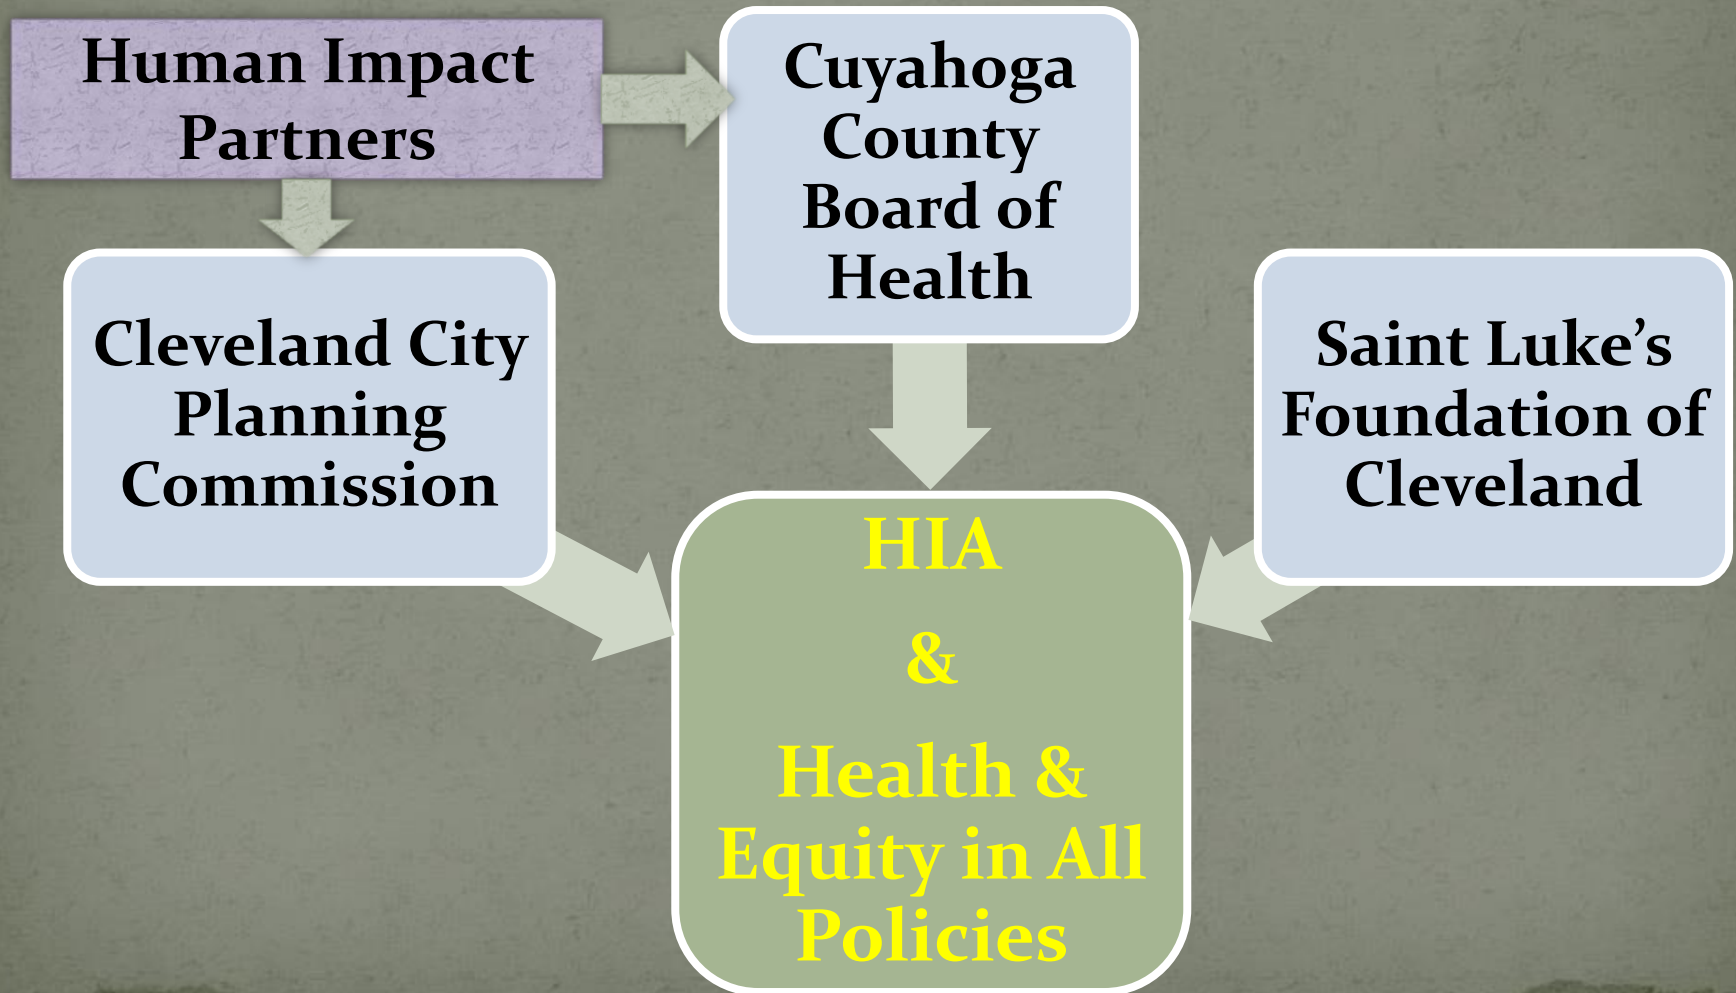 Human Impact
Partners
Cuyahoga
County
Board of
Health
Cleveland City
Planning
Commission
Saint Luke’s
Foundation of
Cleveland
HIA
&
Health &
Equity in All
Policies